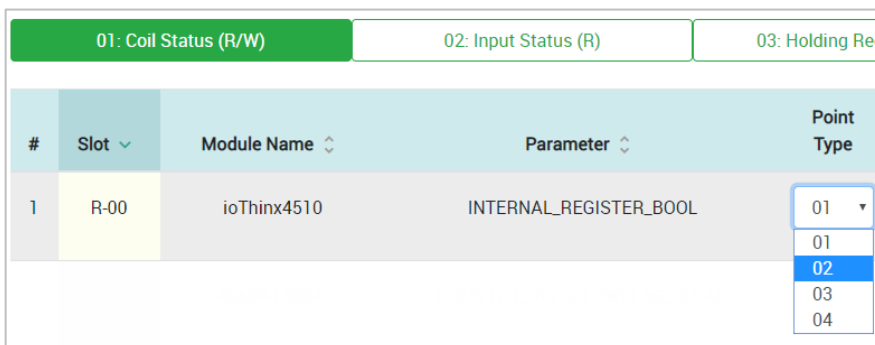 01: Coil Status (R/W) 02: Input Status (R) 03: Holding Re
# Slot Module Name Parameter Point Type
1 R-00 ioThinx4510 INTERNAL_REGISTER_BOOL 01
01
02
03
04